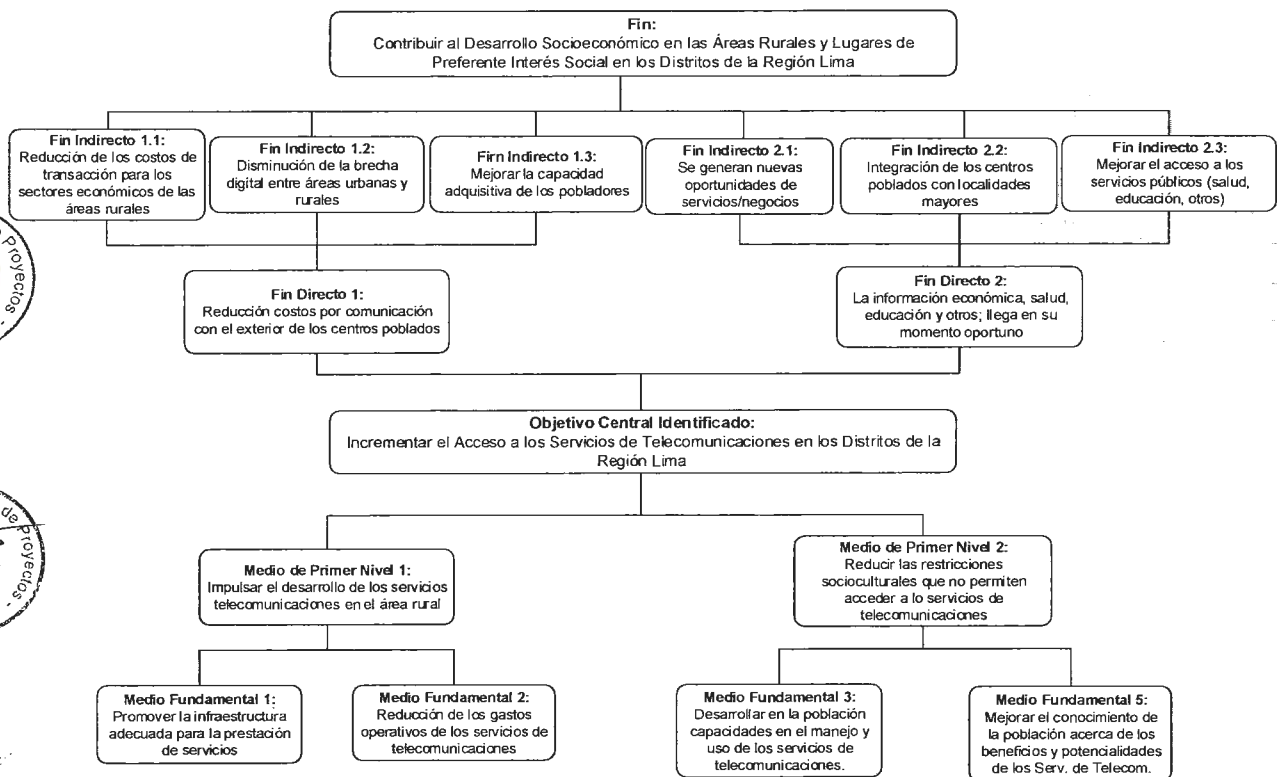 Fin:
Contribuir al Desarrollo Socioeconómico en las Áreas Rurales y Lugares de
Preferente Interés Social en los Distritos de la Región Lima
Fin Indirecto 1.1:
Reducción de los costos de
transacción para los
sectores económicos de las
áreas rurales
Fin Indirecto 1.2:
Disminución de la brecha
digital entre áreas urbanas y
rurales
Firn Indirecto 1.3:
Mejorar la capacidad
adquisitiva de los pobladores
Fin Indirecto 2.1:
Se generan nuevas
oportunidades de
servicios/negocios
Fin Indirecto 2.2:
Integración de los centros
poblados con localidades
mayores
Fin Indirecto 2.3:
Mejorar el acceso a los
servicios públicos (salud,
educación, otros)
Proyectos -
Fin Directo 1:
Reducción costos por comunicación
con el exterior de los centros poblados
Fin Directo 2:
La información económica, salud,
educación y otros; llega en su
momento oportuno
Objetivo Central Identificado:
Incrementar el Acceso a los Servicios de Telecomunicaciones en los Distritos de la
Región Lima
de Proyectos -
Medio de Primer Nivel 1:
Impulsar el desarrollo de los servicios
telecomunicaciones en el área rural
Medio de Primer Nivel 2:
Reducir las restricciones
socioculturales que no permiten
acceder a lo servicios de
telecomunicaciones
Medio Fundamental 1:
Promover la infraestructura
adecuada para la prestación
de servicios
Medio Fundamental 2:
Reducción de los gastos
operativos de los servicios de
telecomunicaciones
Medio Fundamental 3:
Desarrollar en la población
capacidades en el manejo y
uso de los servicios de
telecomunicaciones.
Medio Fundamental 5:
Mejorar el conocimiento de
la población acerca de los
beneficios y potencialidades
de los Serv. de Telecom.